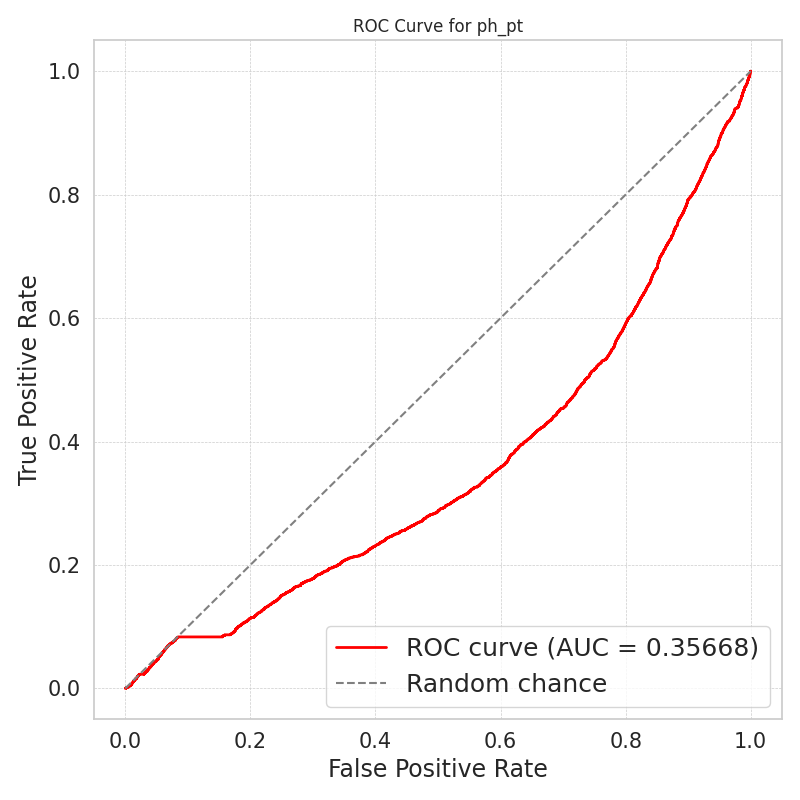 ROC Curve for ph_pt
True Positive Rate
1.0
0.8
0.6
0.4
0.2
0.0
ROC curve (AUC = 0.35668)
Random chance
0.0 0.2 0.4 0.6 0.8 1.0
False Positive Rate